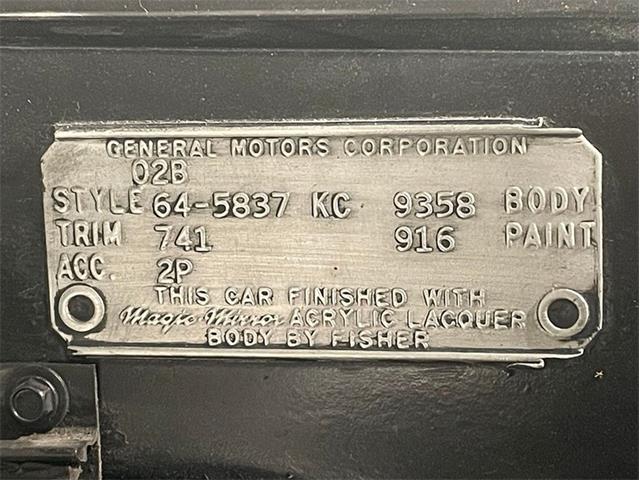 GENERAL MOTORS CORPORATION
02B
STYLE 64-5837 KC 9358 BODY
TRIM 741 916 PAINT
ACC. 2P
THIS CAR FINISHED WITH
Magic-Mirror ACRYLIC LACQUER
BODY BY FISHER